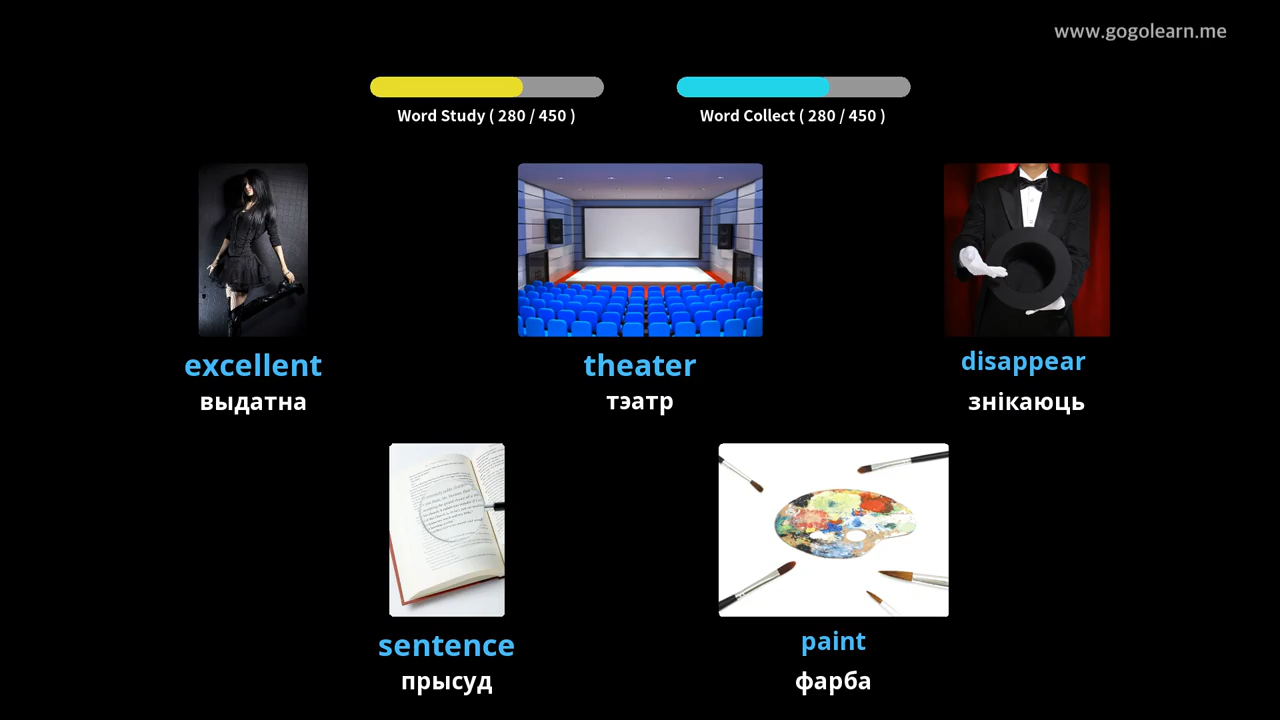 www.gogolearn.me
Word Study ( 280 / 450 )
Word Collect ( 280 / 450 )
excellent
выдатна
theater
тэатр
disappear
знікаюць
sentence
прысуд
paint
фарба